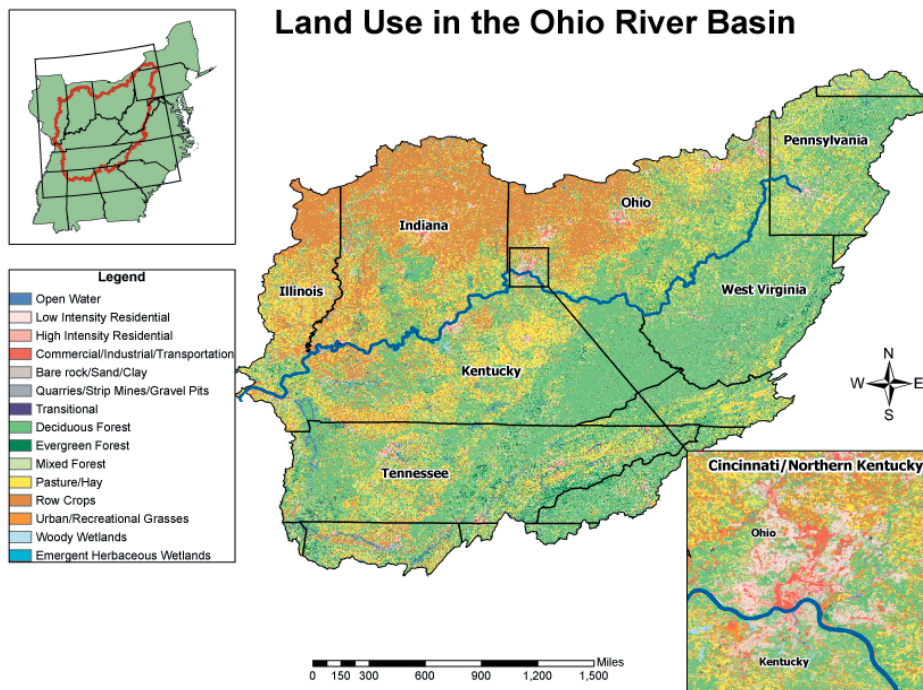 Land Use in the Ohio River Basin
Pennsylvania
Ohio
Indiana
Illinois
West Virginia
Kentucky
Tennessee
Legend
Open Water
Low Intensity Residential
High Intensity Residential
Commercial/Industrial/Transportation
Bare rock/Sand/Clay
Quarries/Strip Mines/Gravel Pits
Transitional
Deciduous Forest
Evergreen Forest
Mixed Forest
Pasture/Hay
Row Crops
Urban/Recreational Grasses
Woody Wetlands
Emergent Herbaceous Wetlands
N
W E
S
Cincinnati/Northern Kentucky
Ohio
Kentucky
Miles
0 150 300 600 900 1,200 1,500